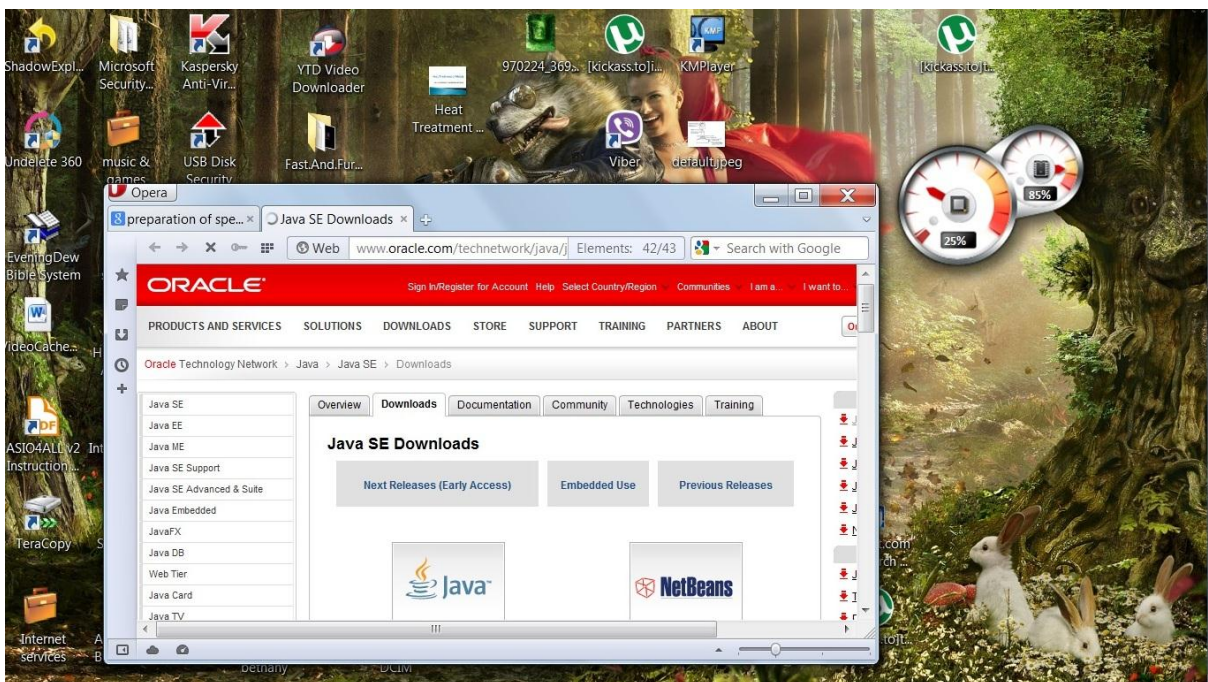 ShadowExpl...
Microsoft
Security...
Kaspersky
Anti-Vir...
YTD Video
Downloader
Heat
Treatment ...
970224_369...
[kickass.to]i...
KMP
KMPlayer
[kickass.to]t...
Undelete 360
music &
games
USB Disk
Security
Fast.And.Fur...
Viber
default.jpeg
85%
25%
EveningDew
Bible System
VideoCache...
ASIO4ALL v2
Instruction ...
TeraCopy
Internet
services
Opera
preparation of spe...
Java SE Downloads
Web www.oracle.com/technetwork/java/j Elements: 42/43 Search with Google
ORACLE
Sign In/Register for Account Help Select Country/Region Communities I am a... I want to...
PRODUCTS AND SERVICES SOLUTIONS DOWNLOADS STORE SUPPORT TRAINING PARTNERS ABOUT
Oracle Technology Network > Java > Java SE > Downloads
Java SE
Java EE
Java ME
Java SE Support
Java SE Advanced & Suite
Java Embedded
JavaFX
Java DB
Web Tier
Java Card
Java TV
Overview Downloads Documentation Community Technologies Training
Java SE Downloads
Next Releases (Early Access) Embedded Use Previous Releases
Java
NetBeans
bethany
DCIM